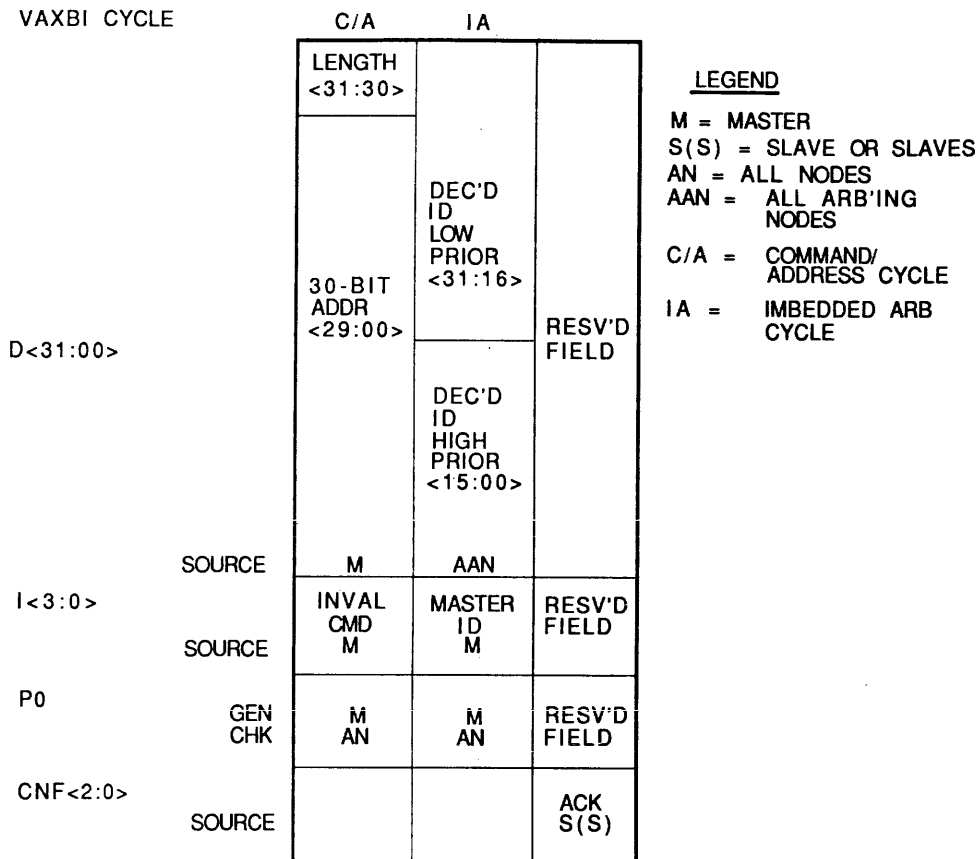 VAXBI CYCLE
C/A
IA
LENGTH
<31:30>
30-BIT
ADDR
<29:00>
DEC'D
ID
LOW
PRIOR
<31:16>
DEC'D
ID
HIGH
PRIOR
<15:00>
RESV'D
FIELD
D<31:00>
SOURCE
M
AAN
I<3:0>
INVAL
CMD
M
MASTER
ID
M
RESV'D
FIELD
SOURCE
P0
GEN
CHK
M
AN
M
AN
RESV'D
FIELD
CNF<2:0>
SOURCE
ACK
S(S)
LEGEND
M = MASTER
S(S) = SLAVE OR SLAVES
AN = ALL NODES
AAN = ALL ARB'ING
NODES
C/A = COMMAND/
ADDRESS CYCLE
IA = IMBEDDED ARB
CYCLE